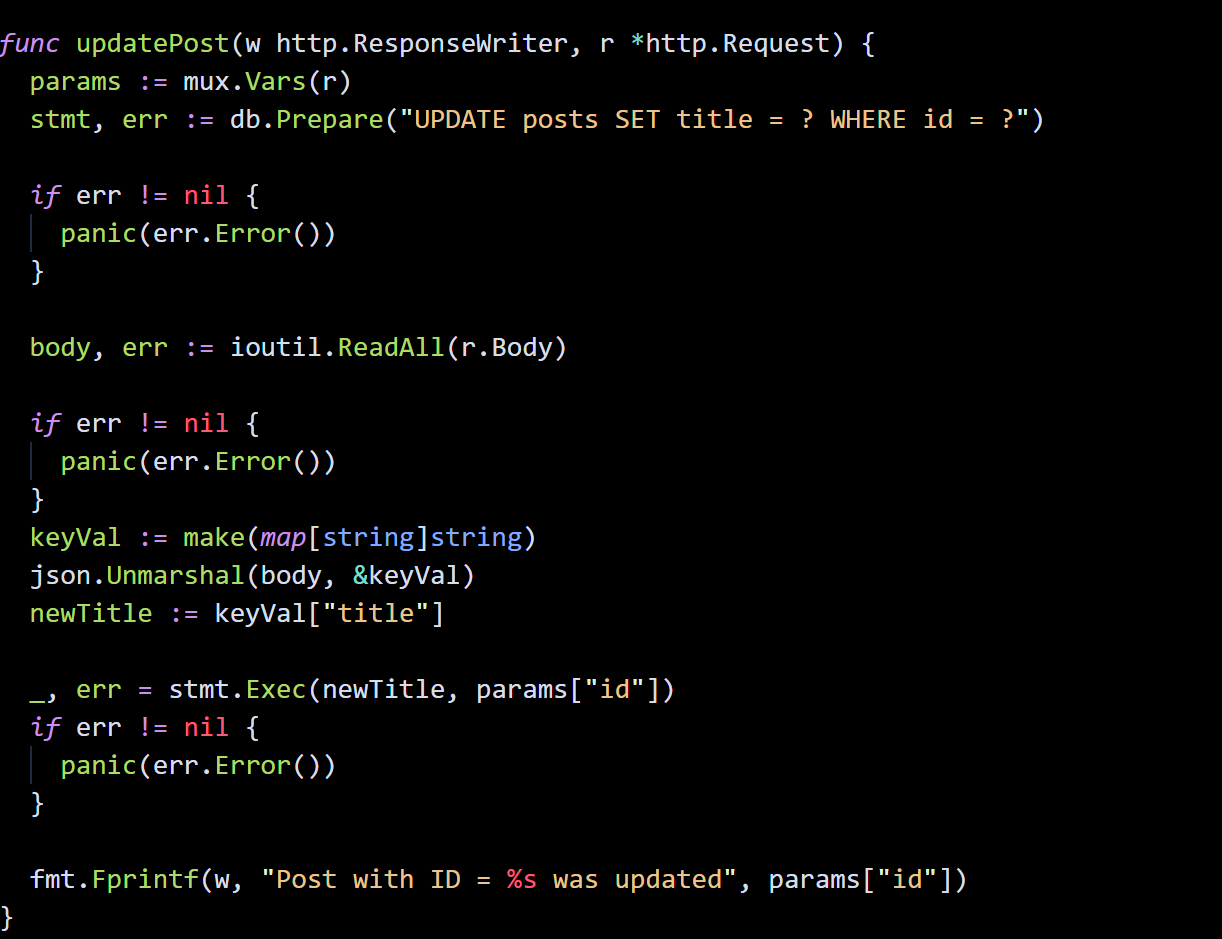 func updatePost(w http.ResponseWriter, r *http.Request) {
  params := mux.Vars(r)
  stmt, err := db.Prepare("UPDATE posts SET title = ? WHERE id = ?")

  if err != nil {
    panic(err.Error())
  }

  body, err := ioutil.ReadAll(r.Body)

  if err != nil {
    panic(err.Error())
  }
  keyVal := make(map[string]string)
  json.Unmarshal(body, &keyVal)
  newTitle := keyVal["title"]

  _, err = stmt.Exec(newTitle, params["id"])
  if err != nil {
    panic(err.Error())
  }

  fmt.Fprintf(w, "Post with ID = %s was updated", params["id"])
}